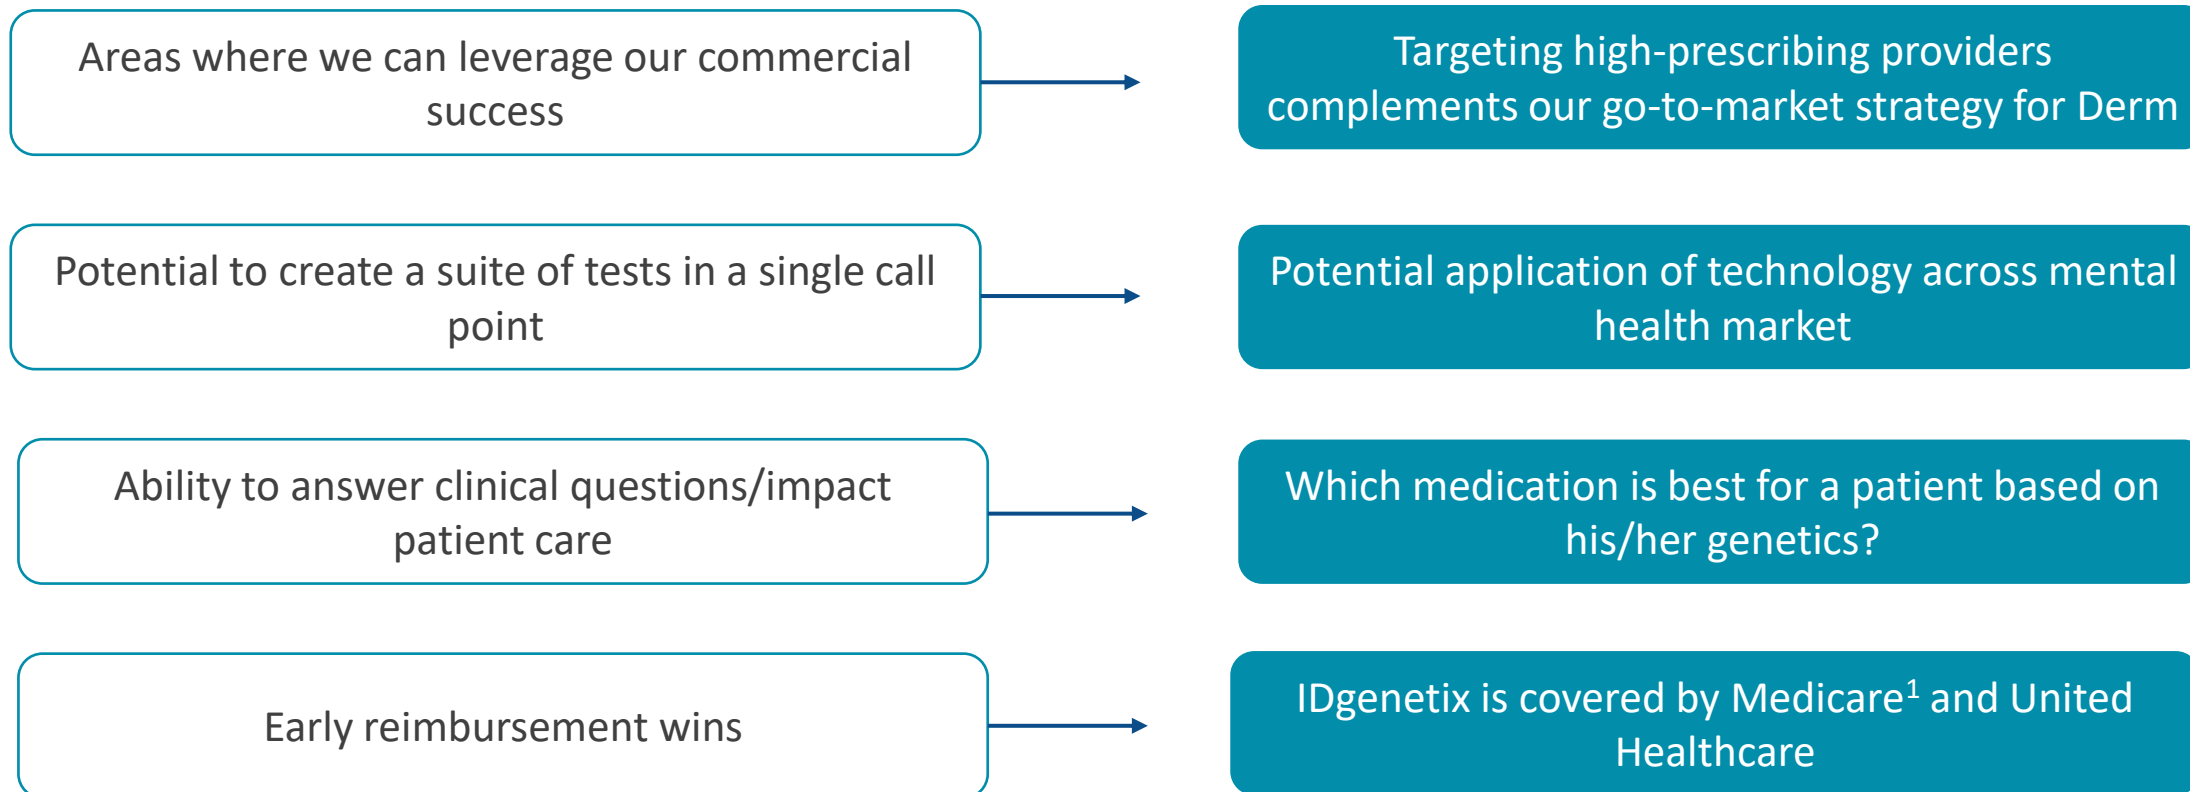 Areas where we can leverage our commercial
success
Targeting high-prescribing providers
complements our go-to-market strategy for Derm
Potential to create a suite of tests in a single call
point
Potential application of technology across mental
health market
Ability to answer clinical questions/impact
patient care
Which medication is best for a patient based on
his/her genetics?
Early reimbursement wins
IDgenetix is covered by Medicare¹ and United
Healthcare